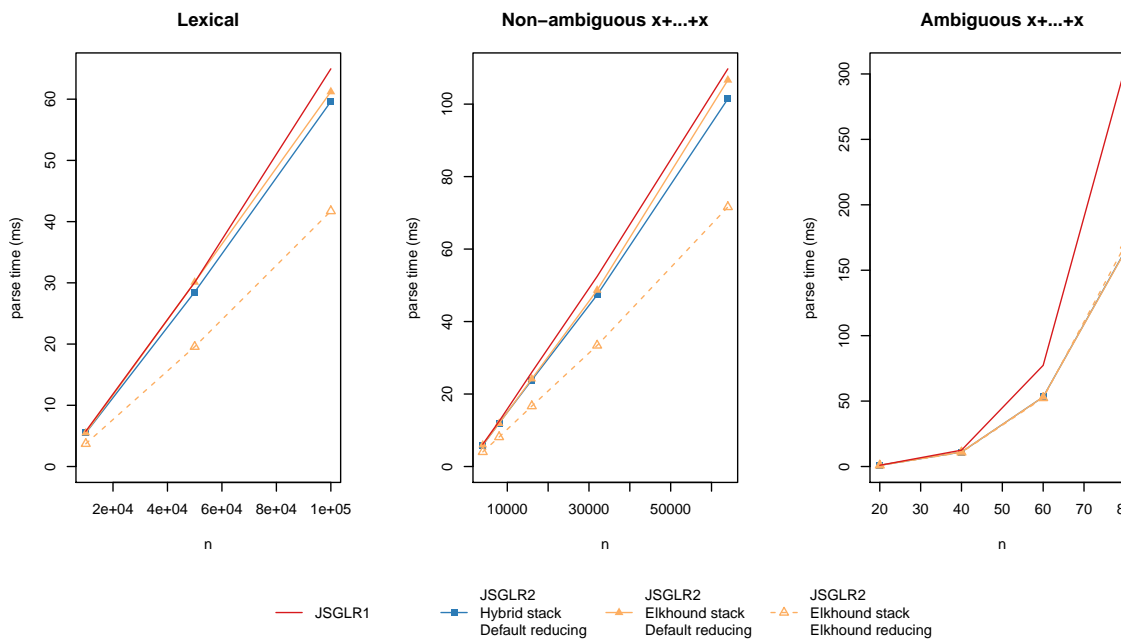 Lexical
Non−ambiguous x+...+x
Ambiguous x+...+x
parse time (ms)
0
10
20
30
40
50
60
2e+04
4e+04
6e+04
8e+04
1e+05
n
parse time (ms)
0
20
40
60
80
100
10000
30000
50000
n
parse time (ms)
0
50
100
150
200
250
300
20
30
40
50
60
70
n
JSGLR1
JSGLR2
Hybrid stack
Default reducing
JSGLR2
Elkhound stack
Default reducing
JSGLR2
Elkhound stack
Elkhound reducing